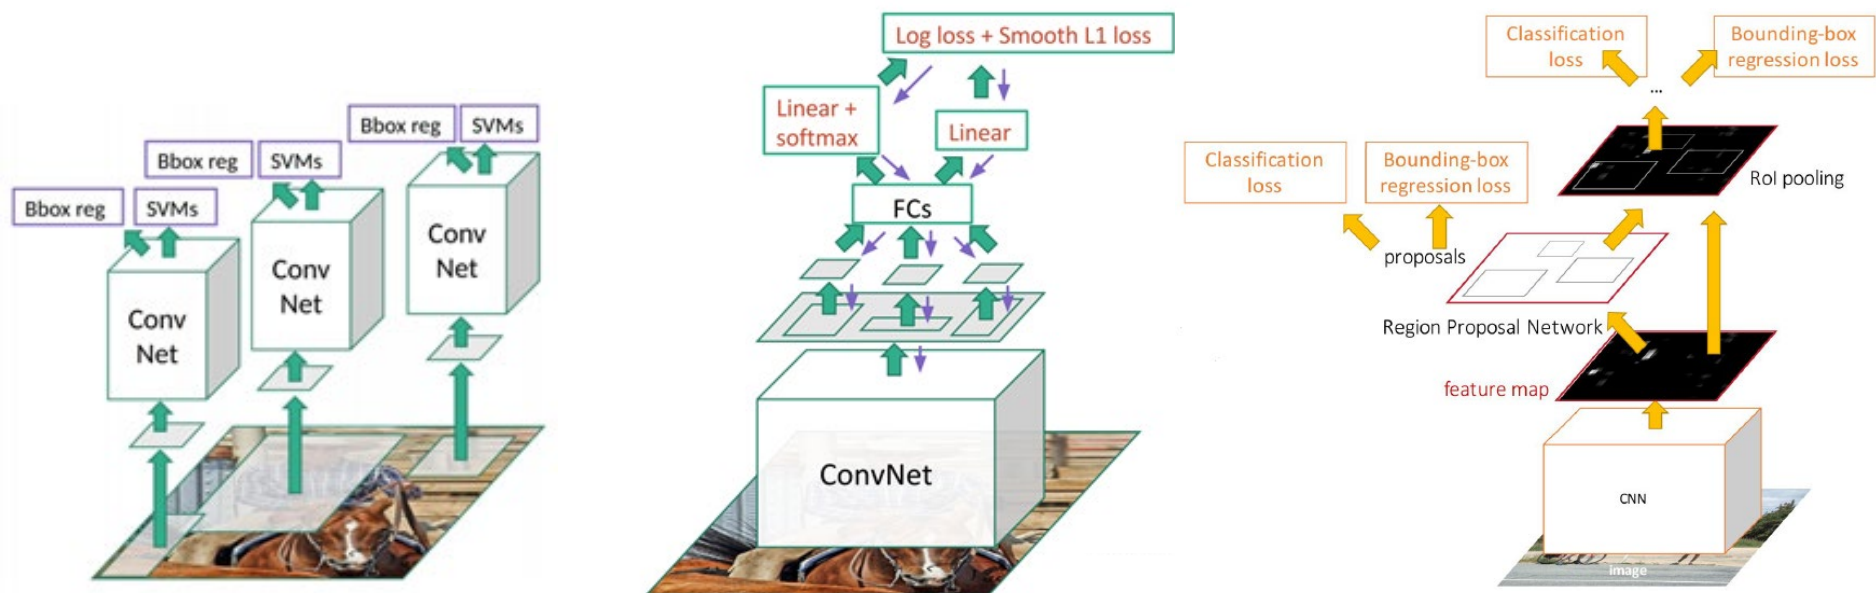 Bbox reg
SVMs
Bbox reg
SVMs
Bbox reg
SVMs
Conv
Net
Conv
Net
Conv
Net
Log loss + Smooth L1 loss
Linear +
softmax
Linear
FCs
ConvNet
Classification
loss
Bounding-box
regression loss
...
Classification
loss
Bounding-box
regression loss
RoI pooling
proposals
Region Proposal Network
feature map
CNN
image